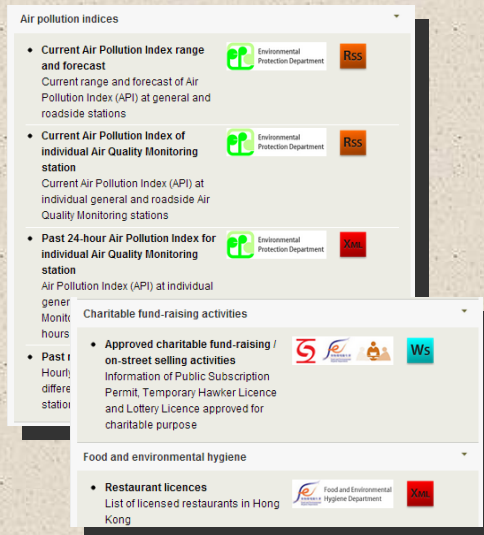 Air pollution indices
Current Air Pollution Index range
and forecast
Current range and forecast of Air
Pollution Index (API) at general and
roadside stations
Environmental
Protection Department
RSS
Current Air Pollution Index of
individual Air Quality Monitoring
station
Current Air Pollution Index (API) at
individual general and roadside Air
Quality Monitoring stations
Environmental
Protection Department
RSS
Past 24-hour Air Pollution Index for
individual Air Quality Monitoring
station
Air Pollution Index (API) at individual
gener
Monito
hours
Environmental
Protection Department
XML
Past r
Hourly
differe
station
Charitable fund-raising activities
Approved charitable fund-raising /
on-street selling activities
Information of Public Subscription
Permit, Temporary Hawker Licence
and Lottery Licence approved for
charitable purpose
Ws
Food and environmental hygiene
Restaurant licences
List of licensed restaurants in Hong
Kong
Food and Environmental
Hygiene Department
XML